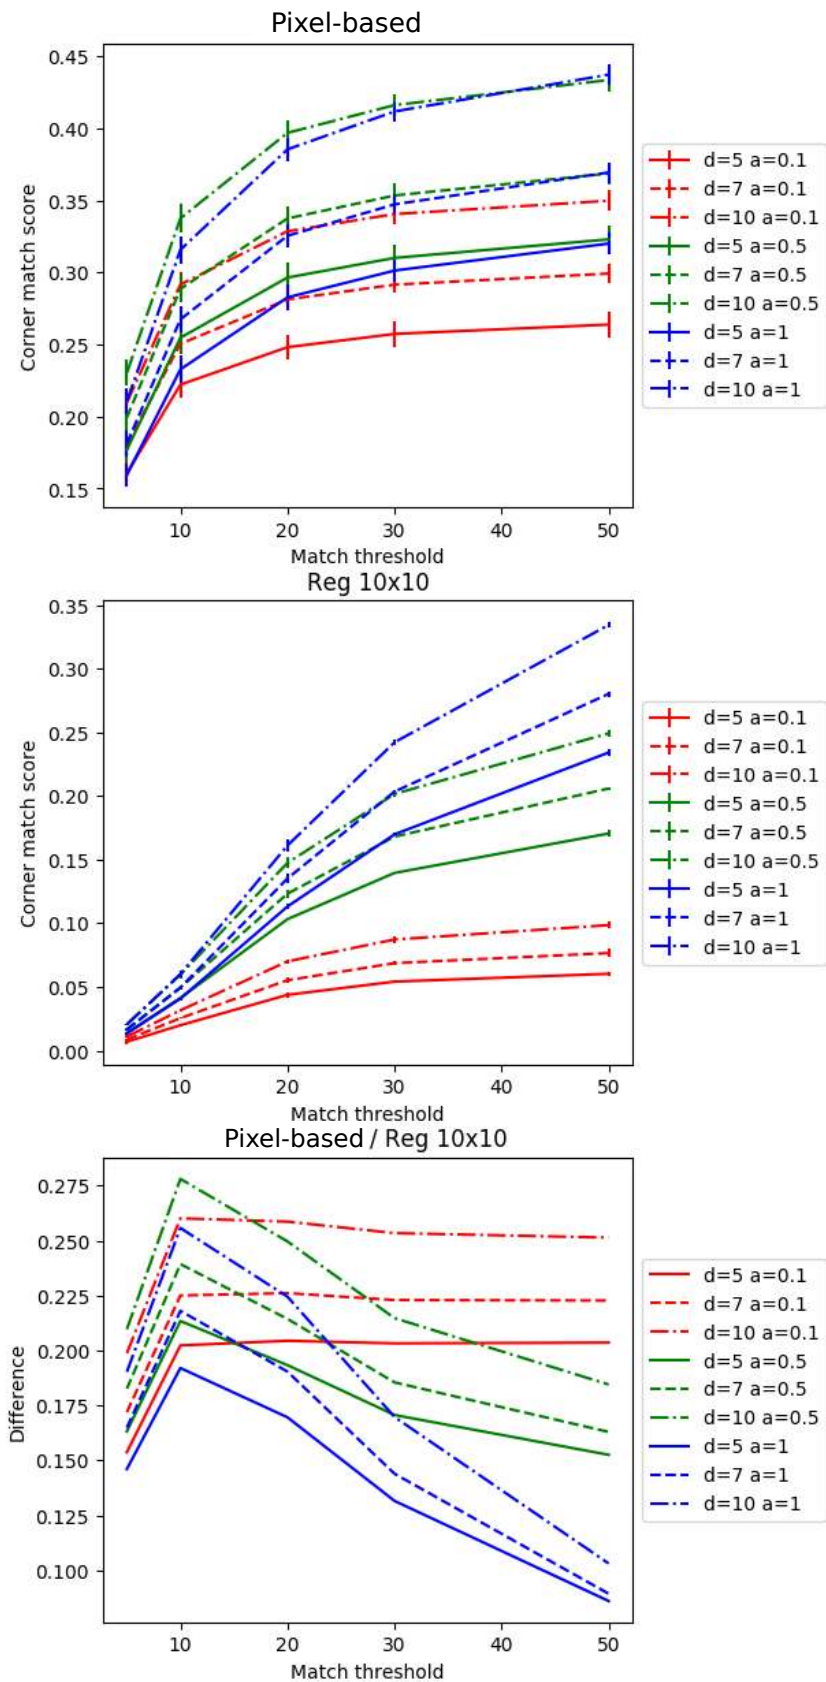 Pixel-based
0.45
0.40
0.35
0.30
0.25
0.20
0.15
Corner match score
10 20 30 40 50
Match threshold
d=5 a=0.1
d=7 a=0.1
d=10 a=0.1
d=5 a=0.5
d=7 a=0.5
d=10 a=0.5
d=5 a=1
d=7 a=1
d=10 a=1
Reg 10x10
0.35
0.30
0.25
0.20
0.15
0.10
0.05
0.00
Corner match score
10 20 30 40 50
Match threshold
d=5 a=0.1
d=7 a=0.1
d=10 a=0.1
d=5 a=0.5
d=7 a=0.5
d=10 a=0.5
d=5 a=1
d=7 a=1
d=10 a=1
Pixel-based / Reg 10x10
0.275
0.250
0.225
0.200
0.175
0.150
0.125
0.100
Difference
10 20 30 40 50
Match threshold
d=5 a=0.1
d=7 a=0.1
d=10 a=0.1
d=5 a=0.5
d=7 a=0.5
d=10 a=0.5
d=5 a=1
d=7 a=1
d=10 a=1